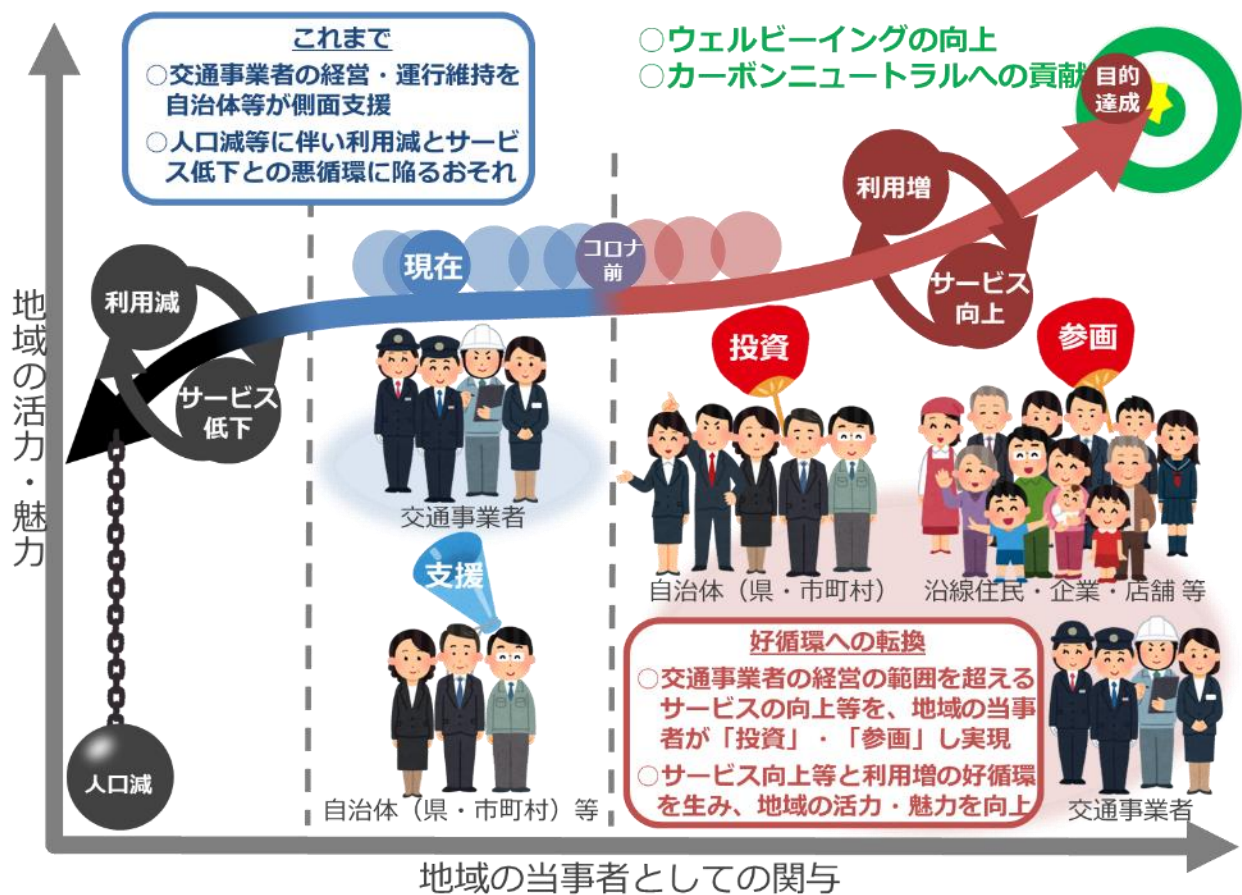 これまで
○交通事業者の経営・運行維持を
自治体等が側面支援
○人口減等に伴い利用減とサービ
ス低下との悪循環に陥るおそれ
○ウェルビーイングの向上
○カーボンニュートラルへの貢献
目的
達成
利用増
サービス
向上
コロナ
前
現在
利用減
サービス
低下
投資
参画
交通事業者
支援
自治体（県・市町村）
沿線住民・企業・店舗 等
好循環への転換
○交通事業者の経営の範囲を超える
サービスの向上等を、地域の当事
者が「投資」・「参画」し実現
○サービス向上等と利用増の好循環
を生み、地域の活力・魅力を向上
人口減
自治体（県・市町村）等
交通事業者
地域の活力・魅力
地域の当事者としての関与